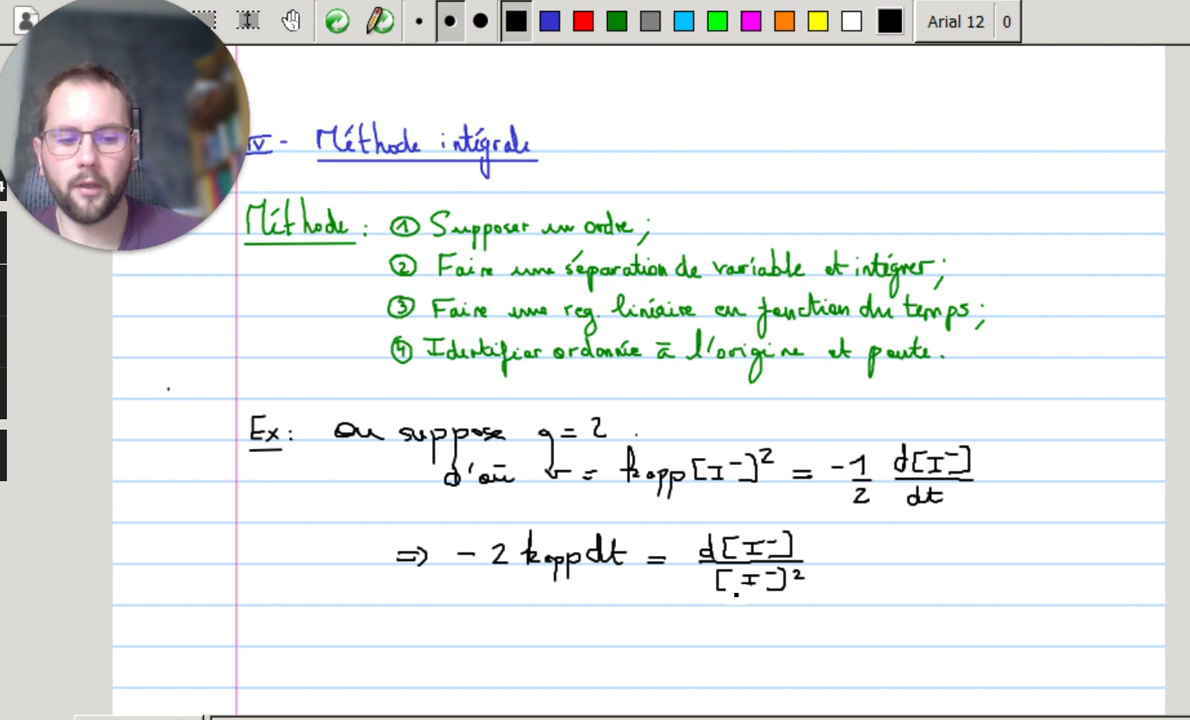 Arial 12 0
IV - Méthode intégrale
Méthode : ① Supposer un ordre ;
② Faire une séparation de variable et intégrer ;
③ Faire une reg. linéaire en fonction du temps ;
④ Identifier ordonnée à l'origine et pente.
Ex : on suppose q = 2
d'où v = kapp[I⁻]² = -1/2 d[I⁻]/dt
⇒ - 2 kapp dt = d[I⁻]/[I⁻]²